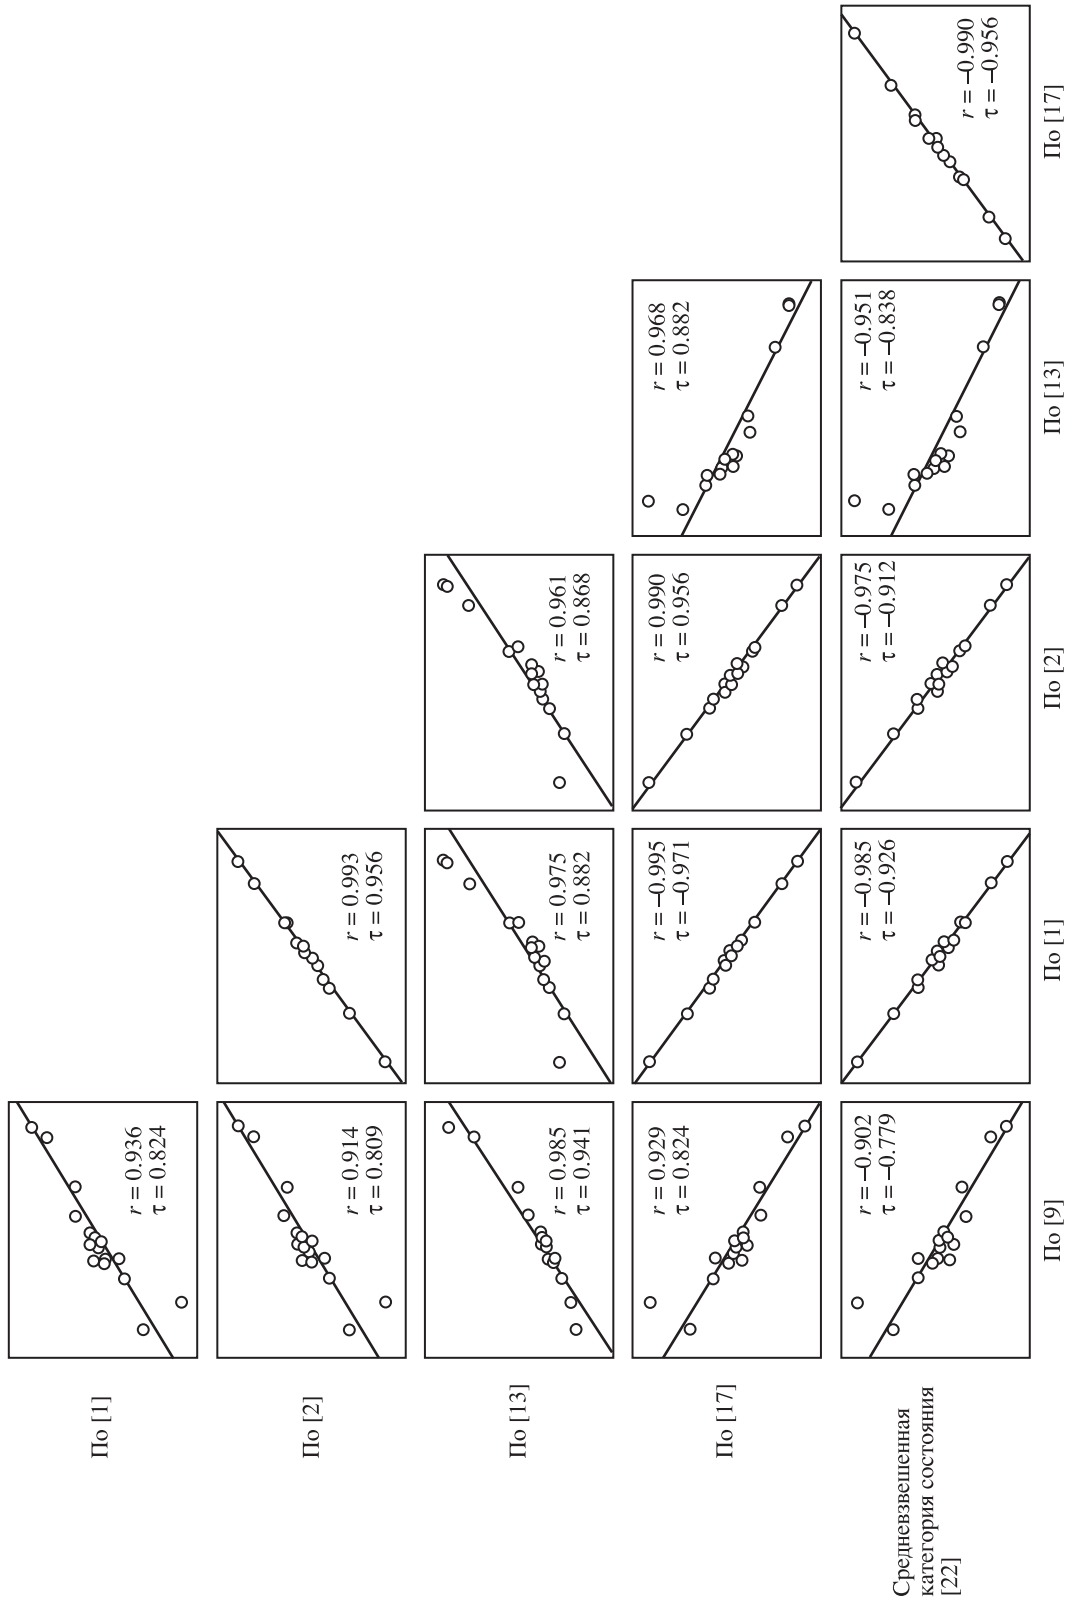 По [1]
r = 0.936
τ = 0.824
По [2]
r = 0.914
τ = 0.809
r = 0.993
τ = 0.956
По [13]
r = 0.985
τ = 0.941
r = 0.975
τ = 0.882
r = 0.961
τ = 0.868
По [17]
r = 0.929
τ = 0.824
r = −0.995
τ = −0.971
r = 0.990
τ = 0.956
r = 0.968
τ = 0.882
Средневзвешенная
категория состояния
[22]
r = −0.902
τ = −0.779
r = −0.985
τ = −0.926
r = −0.975
τ = −0.912
r = −0.951
τ = −0.838
r = −0.990
τ = −0.956
По [9]
По [1]
По [2]
По [13]
По [17]